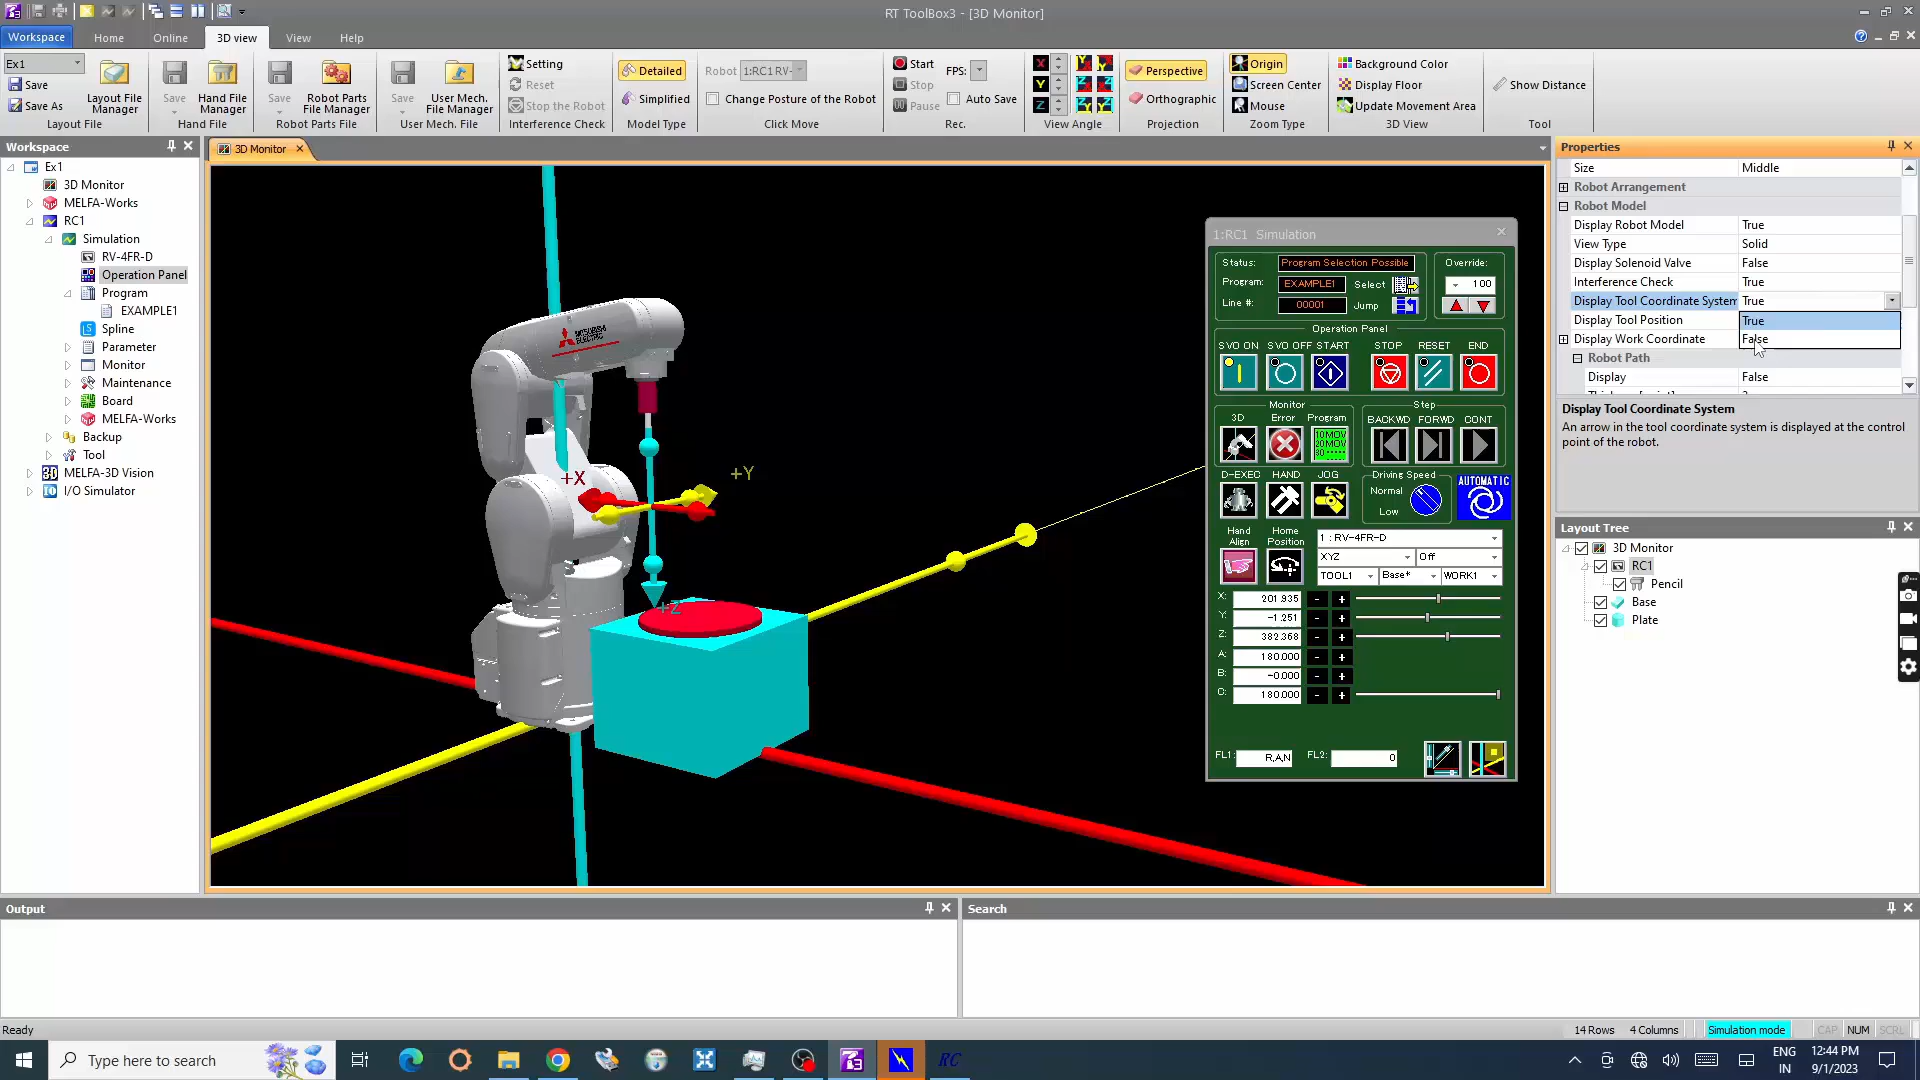 RT ToolBox3 - [3D Monitor]
Workspace
Home
Online
3D view
View
Help
Ex1
Save
Save As
Layout File Manager
Layout File
Save
Hand File Manager
Hand File
Save
Robot Parts File Manager
Robot Parts File
Save
User Mech. File Manager
User Mech. File
Setting
Reset
Stop the Robot
Interference Check
Detailed
Simplified
Model Type
Robot 1:RC1 RV-
Change Posture of the Robot
Click Move
Start FPS:
Stop Auto Save
Pause
Rec.
X
Y
Z
View Angle
Perspective
Orthographic
Projection
Origin
Screen Center
Mouse
Zoom Type
Background Color
Display Floor
Update Movement Area
3D View
Show Distance
Tool
Workspace
Ex1
3D Monitor
MELFA-Works
RC1
Simulation
RV-4FR-D
Operation Panel
Program
EXAMPLE1
Spline
Parameter
Monitor
Maintenance
Board
MELFA-Works
Backup
Tool
MELFA-3D Vision
I/O Simulator
3D Monitor
MITSUBISHI
ELECTRIC
+X
+Y
+Z
1:RC1 Simulation
Status: Program Selection Possible
Override:
Program: EXAMPLE1 Select
100
Line #: 00001 Jump
Operation Panel
SVO ON SVO OFF START STOP RESET END
Monitor
Step
3D Error Program
BACKWD FORWD CONT
10MOV
20MOV
D-EXEC HAND JOG
Driving Speed
Normal
Low
AUTOMATIC
Hand Align
Home Position
1 : RV-4FR-D
XYZ Off
TOOL1 Base* WORK1
X: 201.935 - +
Y: -1.251 - +
Z: 382.368 - +
A: 180.000 - +
B: -0.000 - +
C: 180.000 - +
FL1: R,A,N FL2: 0
Properties
Size Middle
Robot Arrangement
Robot Model
Display Robot Model True
View Type Solid
Display Solenoid Valve False
Interference Check True
Display Tool Coordinate System True
Display Tool Position True
Display Work Coordinate False
Robot Path
Display False
Display Tool Coordinate System
An arrow in the tool coordinate system is displayed at the control
point of the robot.
Layout Tree
3D Monitor
RC1
Pencil
Base
Plate
Output
Search
Ready
14 Rows 4 Columns Simulation mode CAP NUM SCRL
Type here to search
RC
ENG
IN
12:44 PM
9/1/2023